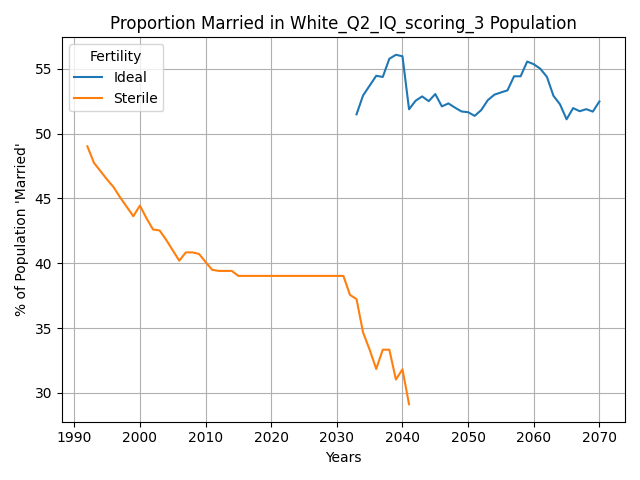 Proportion Married in White_Q2_IQ_scoring_3 Population
Fertility
Ideal
Sterile
% of Population 'Married'
55
50
45
40
35
30
1990 2000 2010 2020 2030 2040 2050 2060 2070
Years